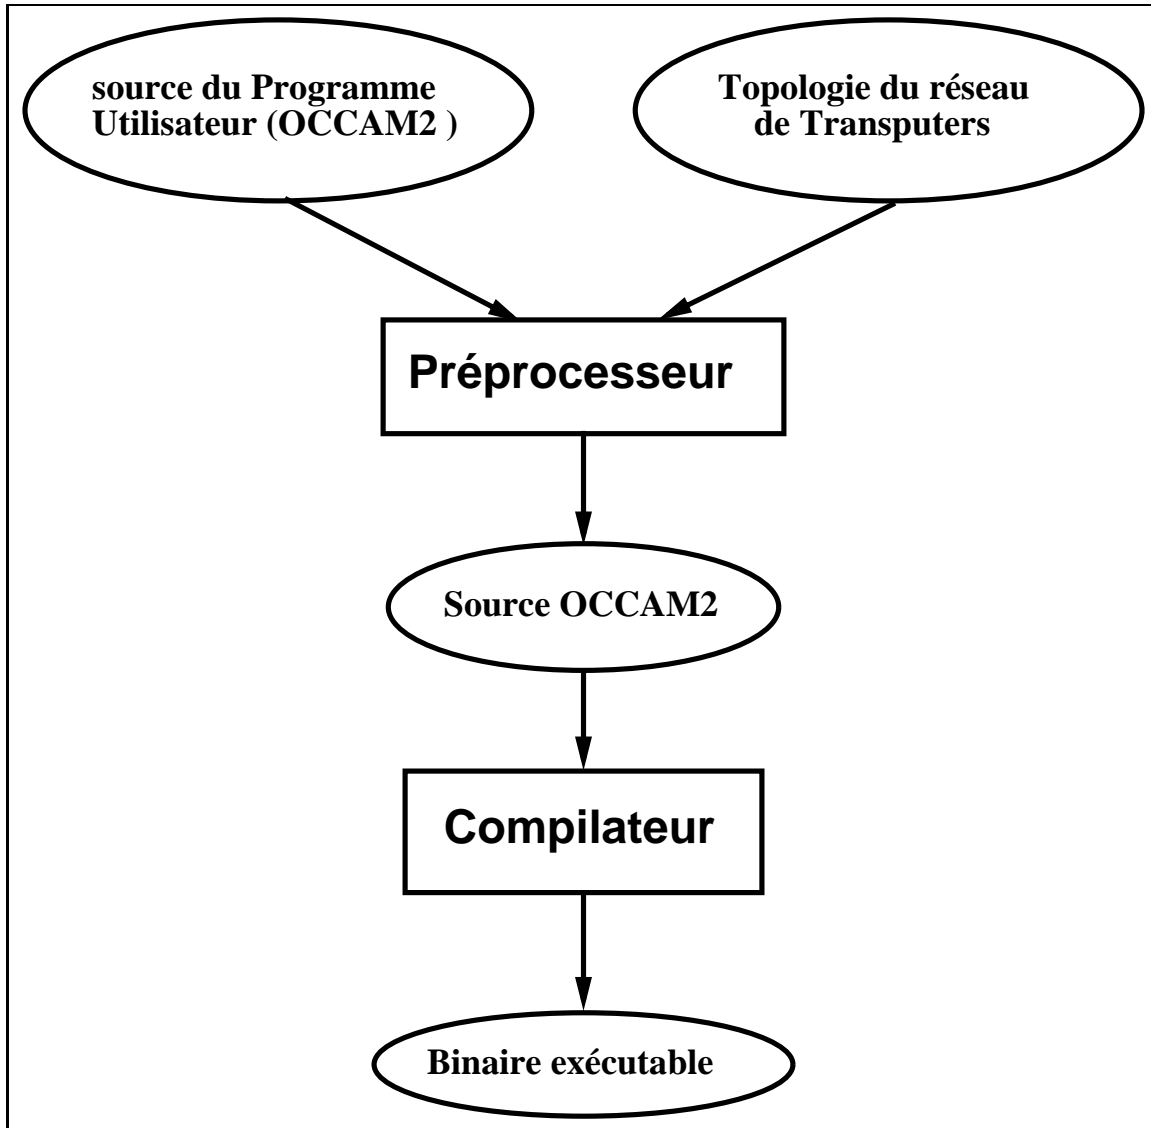 source du Programme
Utilisateur (OCCAM2 )
Topologie du réseau
de Transputers
Préprocesseur
Source OCCAM2
Compilateur
Binaire exécutable